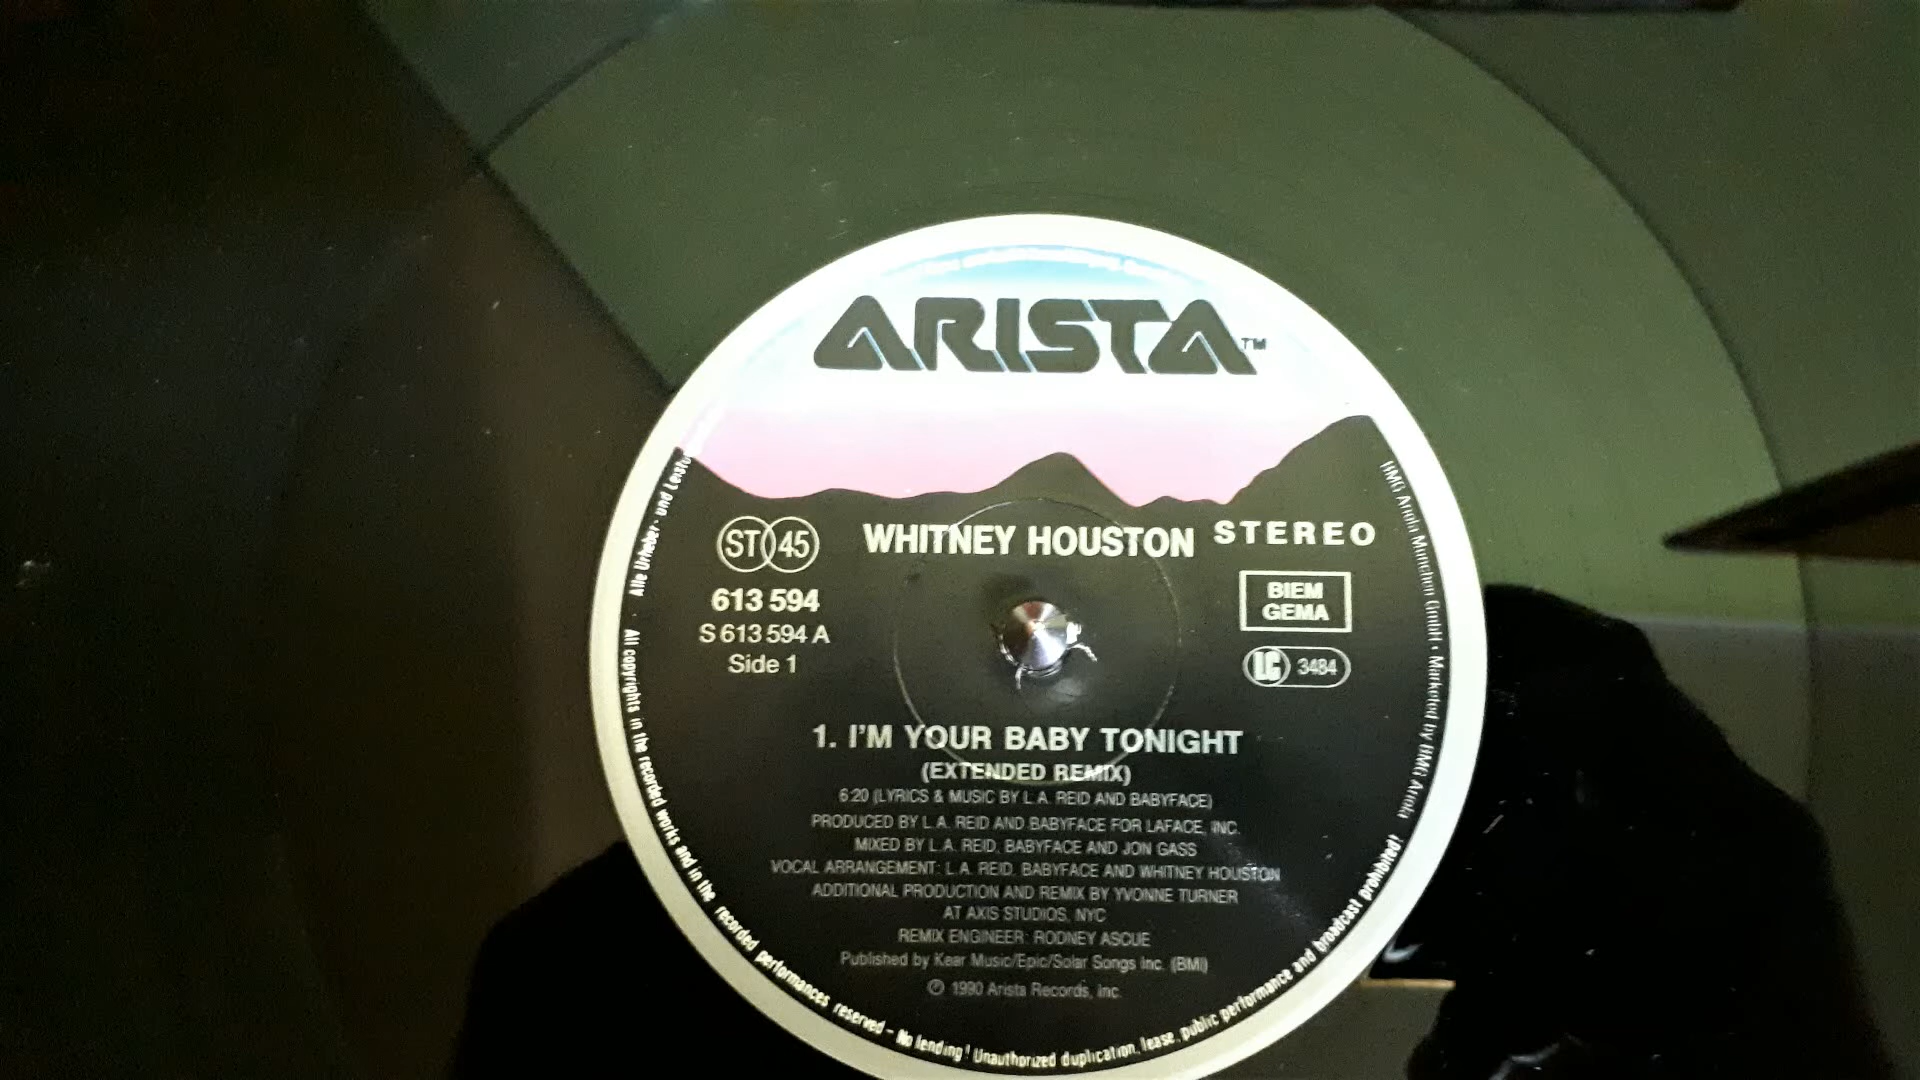 ARISTA™
ST 45
WHITNEY HOUSTON
STEREO
613 594
S 613 594 A
Side 1
BIEM
GEMA
LC 3484
1. I'M YOUR BABY TONIGHT
(EXTENDED REMIX)
6:20 (LYRICS & MUSIC BY L.A. REID AND BABYFACE)
PRODUCED BY L.A. REID AND BABYFACE FOR LAFACE, INC.
MIXED BY L.A. REID, BABYFACE AND JON GASS
VOCAL ARRANGEMENT: L.A. REID, BABYFACE AND WHITNEY HOUSTON
ADDITIONAL PRODUCTION AND REMIX BY YVONNE TURNER
AT AXIS STUDIOS, NYC
REMIX ENGINEER: RODNEY ASCUE
Published by Kear Music/Epic/Solar Songs Inc. (BMI)
℗ 1990 Arista Records, Inc.
All copyrights in the recorded works and in the recorded performances reserved – No lending! Unauthorized duplication, lease, public performance and broadcast prohibited!
Ariola München GmbH • Marketed by BMG Ariola
Alle Urheber- und